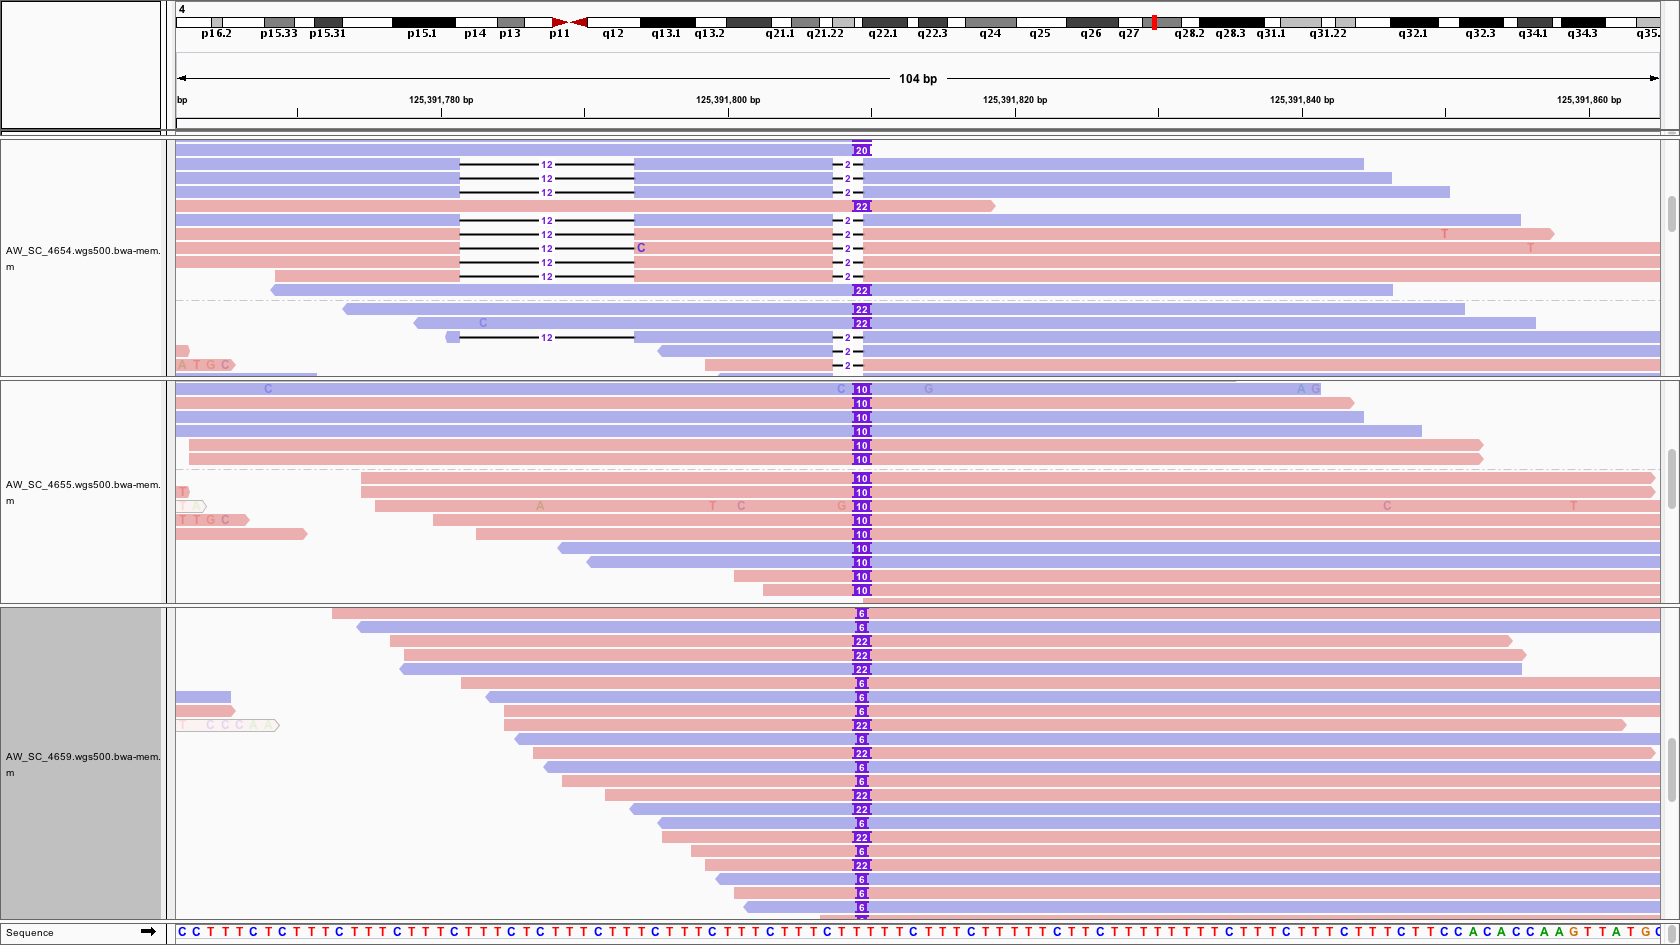 4
p16.2 p15.33 p15.31 p15.1 p14 p13 p11 q12 q13.1 q13.2 q21.1 q21.22 q22.1 q22.3 q24 q25 q26 q27 q28.2 q28.3 q31.1 q31.22 q32.1 q32.3 q34.1 q34.3 q35.
104 bp
bp 125,391,780 bp 125,391,800 bp 125,391,820 bp 125,391,840 bp 125,391,860 bp
20
12 2
12 2
12 2
22
12 2
12 2 T
AW_SC_4654.wgs500.bwa-mem.
m
12 C 2 T
12 2
12 2
22
22
C 22
12 2
2
A T G C 2
C C 10 G A G
10
10
10
10
10
AW_SC_4655.wgs500.bwa-mem.
m
10
T 10
T A A T C G 10 C T
T T G C 10
10
10
10
10
10
6
6
22
22
22
6
6
6
T C C C A A 22
6
22
AW_SC_4659.wgs500.bwa-mem.
m
6
6
22
22
6
22
6
22
6
6
6
Sequence C C T T T C T C T T T C T T T C T T T C T T T C T C T T T C T T T C T T T C T T T C T T T C T T T T T C T T T C T T T T T C T T C T T T T T T T T C T T T C T T T C T T T C T T C C A C A C C A A G T T A T G C